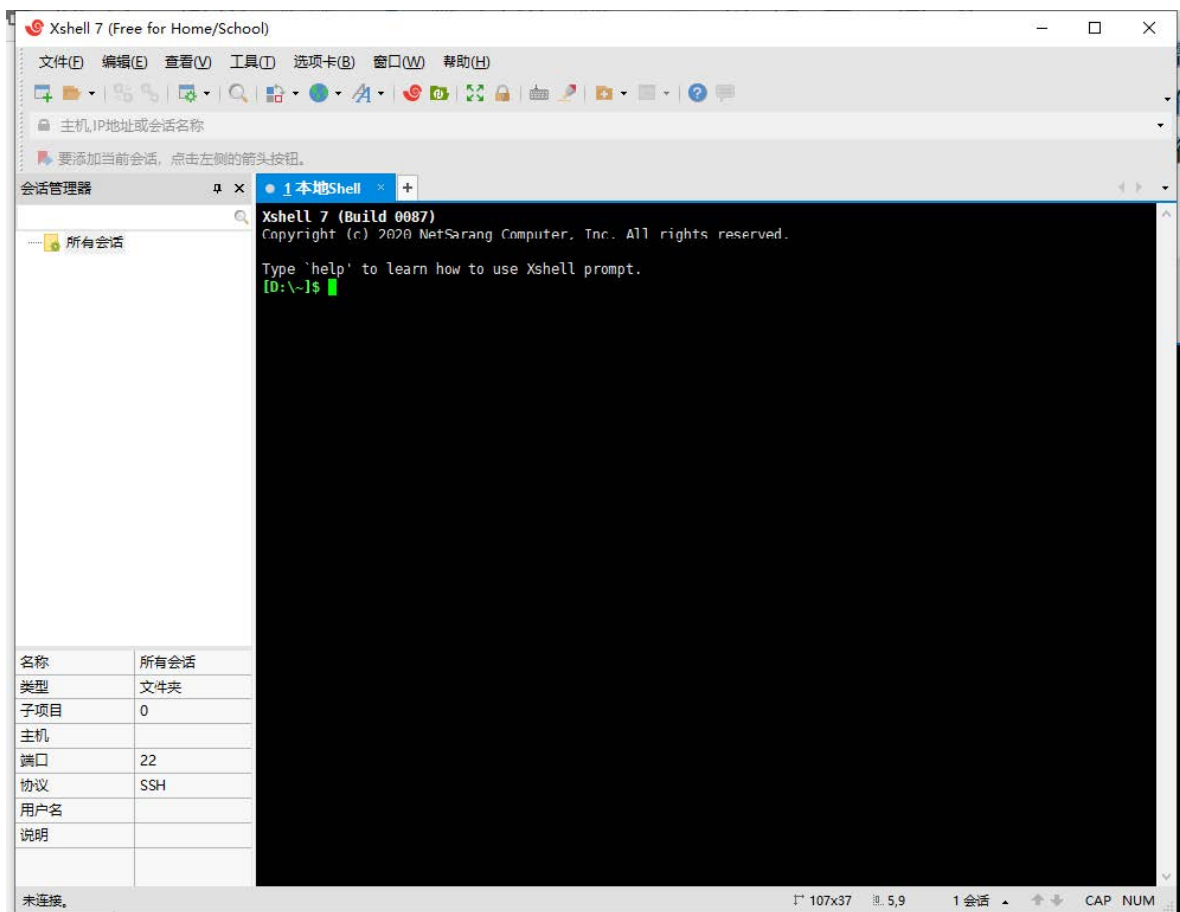 Xshell 7 (Free for Home/School)
文件(F) 编辑(E) 查看(V) 工具(T) 选项卡(B) 窗口(W) 帮助(H)
主机,IP地址或会话名称
要添加当前会话, 点击左侧的箭头按钮。
会话管理器
1 本地Shell
所有会话
Xshell 7 (Build 0087)
Copyright (c) 2020 NetSarang Computer, Inc. All rights reserved.
Type `help' to learn how to use Xshell prompt.
[D:\~]$
名称 所有会话
类型 文件夹
子项目 0
主机
端口 22
协议 SSH
用户名
说明
未连接。 107x37 5,9 1 会话 CAP NUM